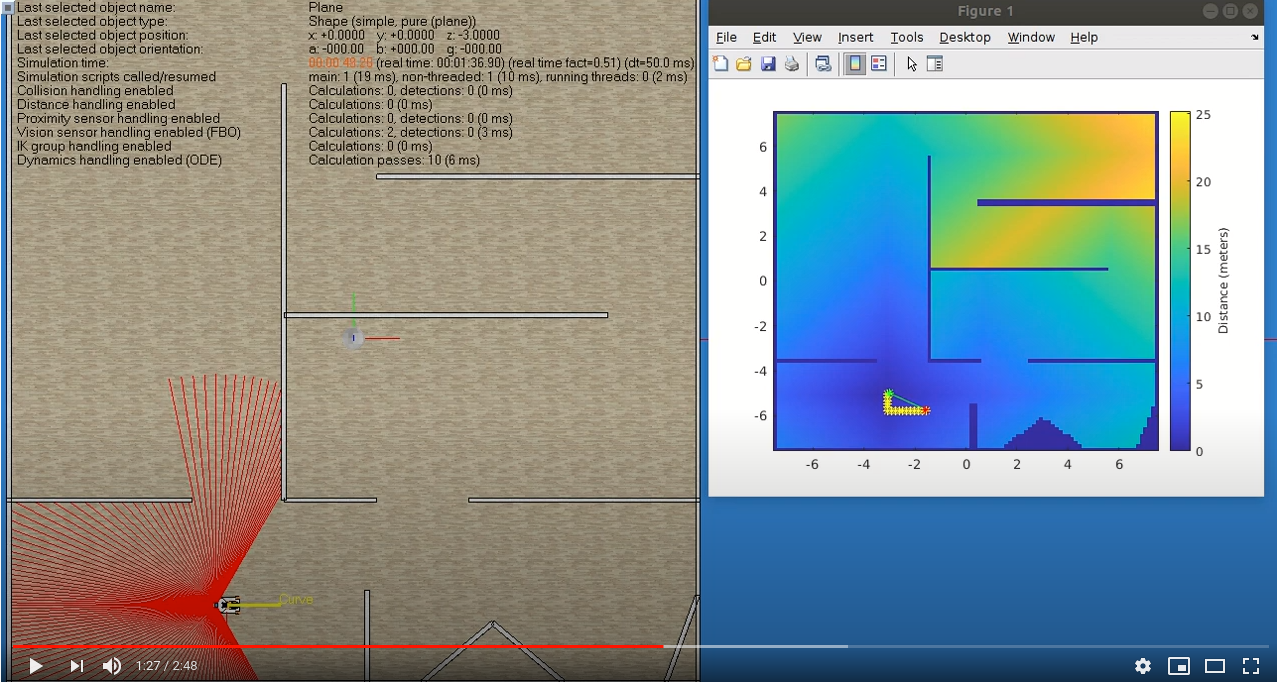 Last selected object name: Plane
Last selected object type: Shape (simple, pure (plane))
Last selected object position: x: +0.0000 y: +0.0000 z: -3.0000
Last selected object orientation: a: -000.00 b: +000.00 g: -000.00
Simulation time: (real time: 00:01:36.90) (real time fact=0.51) (dt=50.0 ms)
Simulation scripts called/resumed main: 1 (19 ms), non-threaded: 1 (10 ms), running threads: 0 (2 ms)
Collision handling enabled Calculations: 0, detections: 0 (0 ms)
Distance handling enabled Calculations: 0 (0 ms)
Proximity sensor handling enabled Calculations: 0, detections: 0 (0 ms)
Vision sensor handling enabled (FBO) Calculations: 2, detections: 0 (3 ms)
IK group handling enabled Calculations: 0 (0 ms)
Dynamics handling enabled (ODE) Calculation passes: 10 (6 ms)
Curve
1:27 / 2:48
Figure 1
File Edit View Insert Tools Desktop Window Help
6
4
2
0
-2
-4
-6
-6 -4 -2 0 2 4 6
25
20
15
10
5
0
Distance (meters)